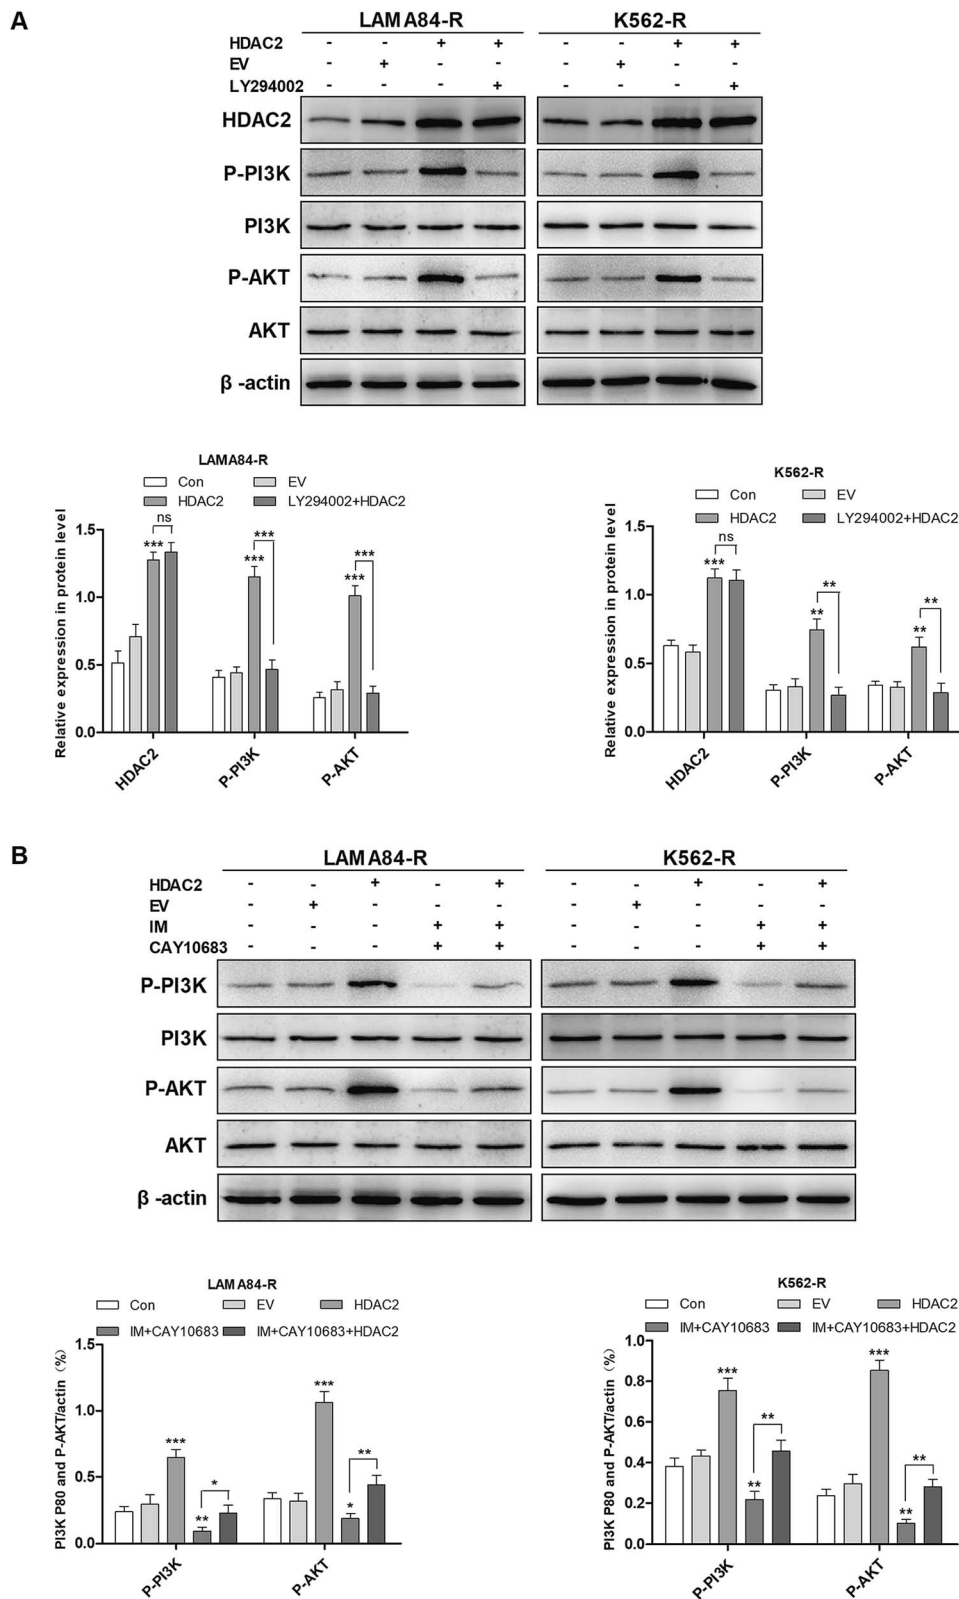 A
LAMA84-R K562-R
HDAC2 - - + + - - + +
EV - + - - - + - -
LY294002 - - - + - - - +
HDAC2
P-PI3K
PI3K
P-AKT
AKT
β -actin
LAMA84-R
Con EV
HDAC2 LY294002+HDAC2
Relative expression in protein level
1.5
1.0
0.5
0.0
ns
***
***
***
***
***
HDAC2 P-PI3K P-AKT
K562-R
Con EV
HDAC2 LY294002+HDAC2
Relative expression in protein level
1.5
1.0
0.5
0.0
ns
***
**
**
**
**
HDAC2 P-PI3K P-AKT
B
LAMA84-R K562-R
HDAC2 - - + - + - - + - +
EV - + - - - - + - - -
IM - - - + + - - - + +
CAY10683 - - - + + - - - + +
P-PI3K
PI3K
P-AKT
AKT
β -actin
LAMA84-R
Con EV HDAC2
IM+CAY10683 IM+CAY10683+HDAC2
PI3K P80 and P-AKT/actin (%)
1.5
1.0
0.5
0.0
***
*
**
***
**
*
P-PI3K P-AKT
K562-R
Con EV HDAC2
IM+CAY10683 IM+CAY10683+HDAC2
PI3K P80 and P-AKT/actin (%)
1.0
0.8
0.6
0.4
0.2
0.0
***
**
**
***
**
**
P-PI3K P-AKT